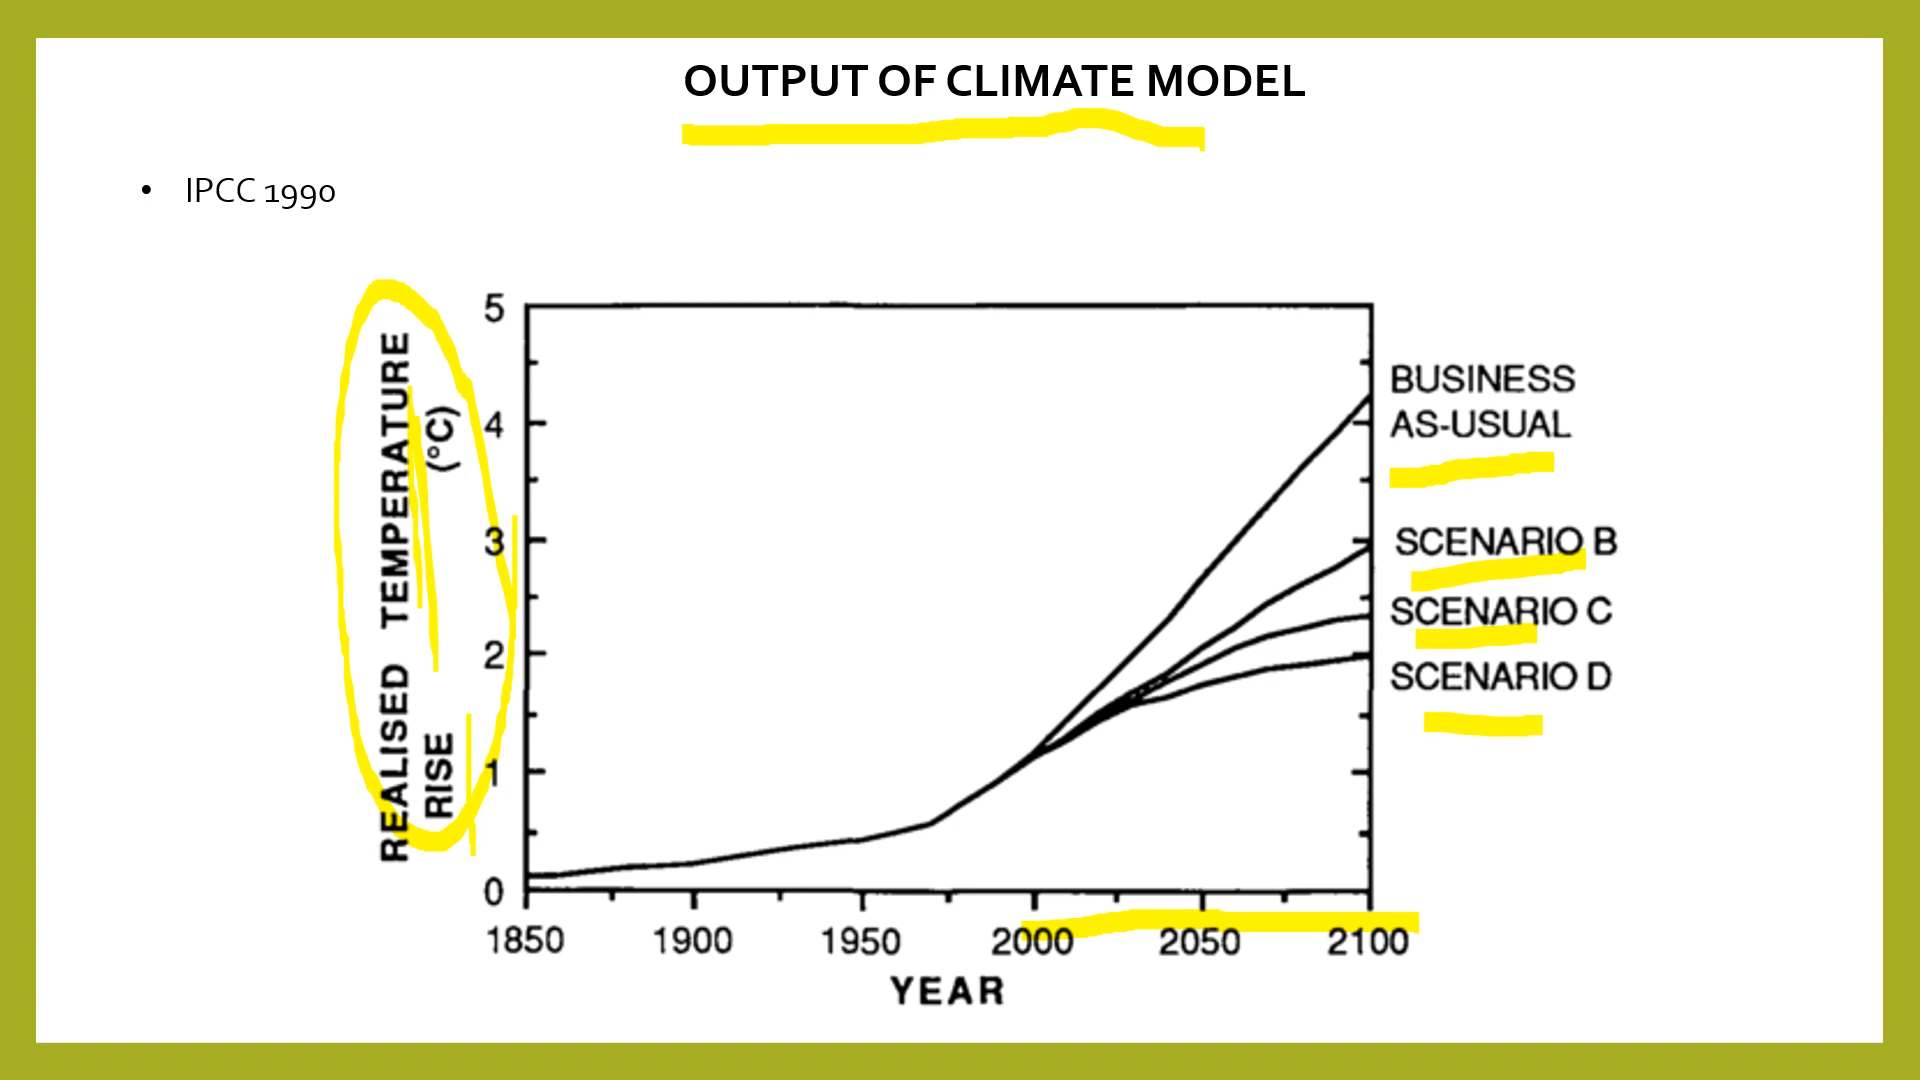 OUTPUT OF CLIMATE MODEL
• IPCC 1990
REALISED TEMPERATURE
RISE (°C)
5
4
3
2
1
0
BUSINESS
AS-USUAL
SCENARIO B
SCENARIO C
SCENARIO D
1850 1900 1950 2000 2050 2100
YEAR